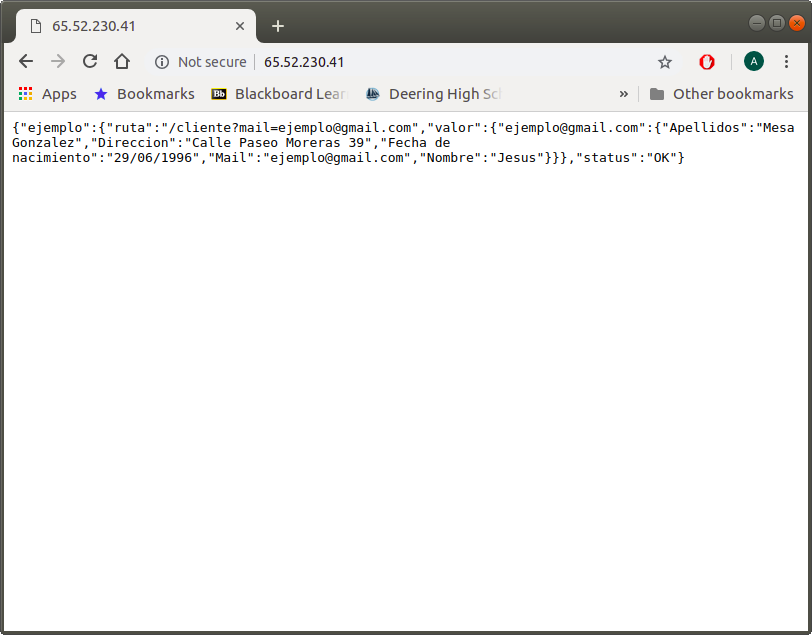 65.52.230.41
Not secure 65.52.230.41
Apps Bookmarks Blackboard Lear Deering High Sc » Other bookmarks
{"ejemplo":{"ruta":"/cliente?mail=ejemplo@gmail.com","valor":{"ejemplo@gmail.com":{"Apellidos":"Mesa
Gonzalez","Direccion":"Calle Paseo Moreras 39","Fecha de
nacimiento":"29/06/1996","Mail":"ejemplo@gmail.com","Nombre":"Jesus"}}},"status":"OK"}